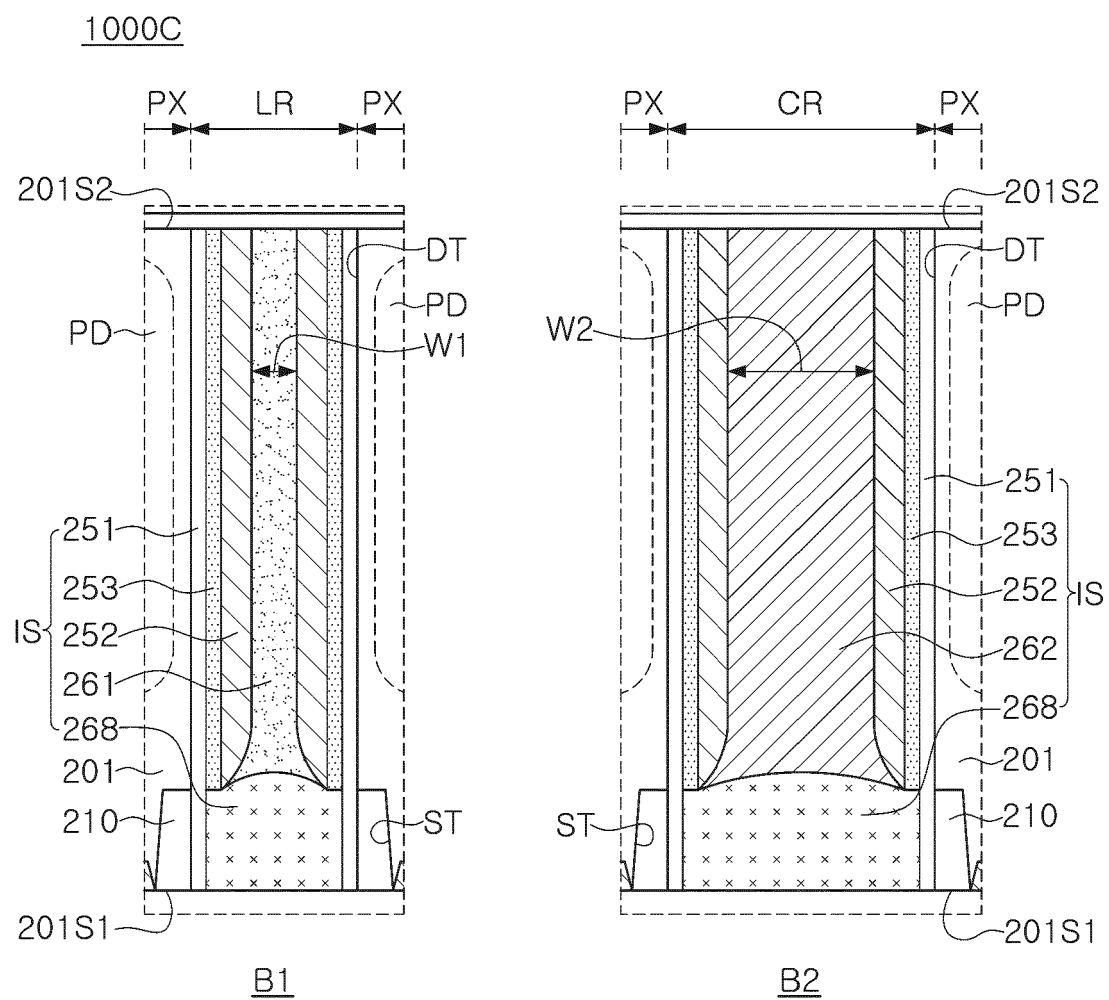 1000C
PX LR PX PX CR PX
201S2 201S2
DT DT
PD PD PD
W1 W2
251 251
253 253
IS 252 252 IS
261 262
268 268
201 201
210 ST ST 210
201S1 201S1
B1 B2